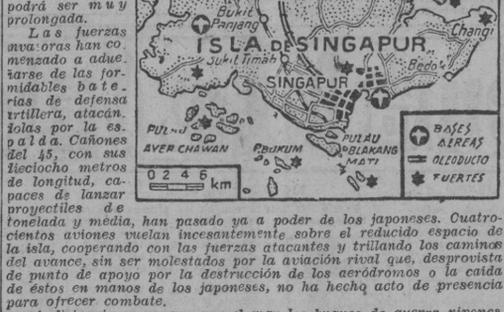 podrá ser muy
prolongada.
Las fuerzas
invasoras han co
menzado a adue
ñarse de las for
midables bate-
rías de defensa
artillera, atacán
dolas por la es
palda. Cañones
del 45, con sus
dieciocho metros
de longitud, ca-
paces de lanzar
proyectiles de
tonelada y media, han pasado ya a poder de los japoneses. Cuatro-
cientos aviones vuelan incesantemente sobre el reducido espacio de
la isla, cooperando con las fuerzas atacantes y trillando los caminos
del avance, sin ser molestados por la aviación rival que, desprovista
de punto de apoyo por la destrucción de los aeródromos o la caida
de éstos en manos de los japoneses, no ha hecho acto de presencia
para ofrecer combate.
Bukit
Panjang
Changi
ISLA DE SINGAPUR
Bukit Timah
Bedok
SINGAPUR
PULAU
AYER CHAWAN
P. BUKUM
PULAU
BLAKANG
MATI
BASES
AEREAS
OLEODUCTO
FUERTES
0 2 4 6
km